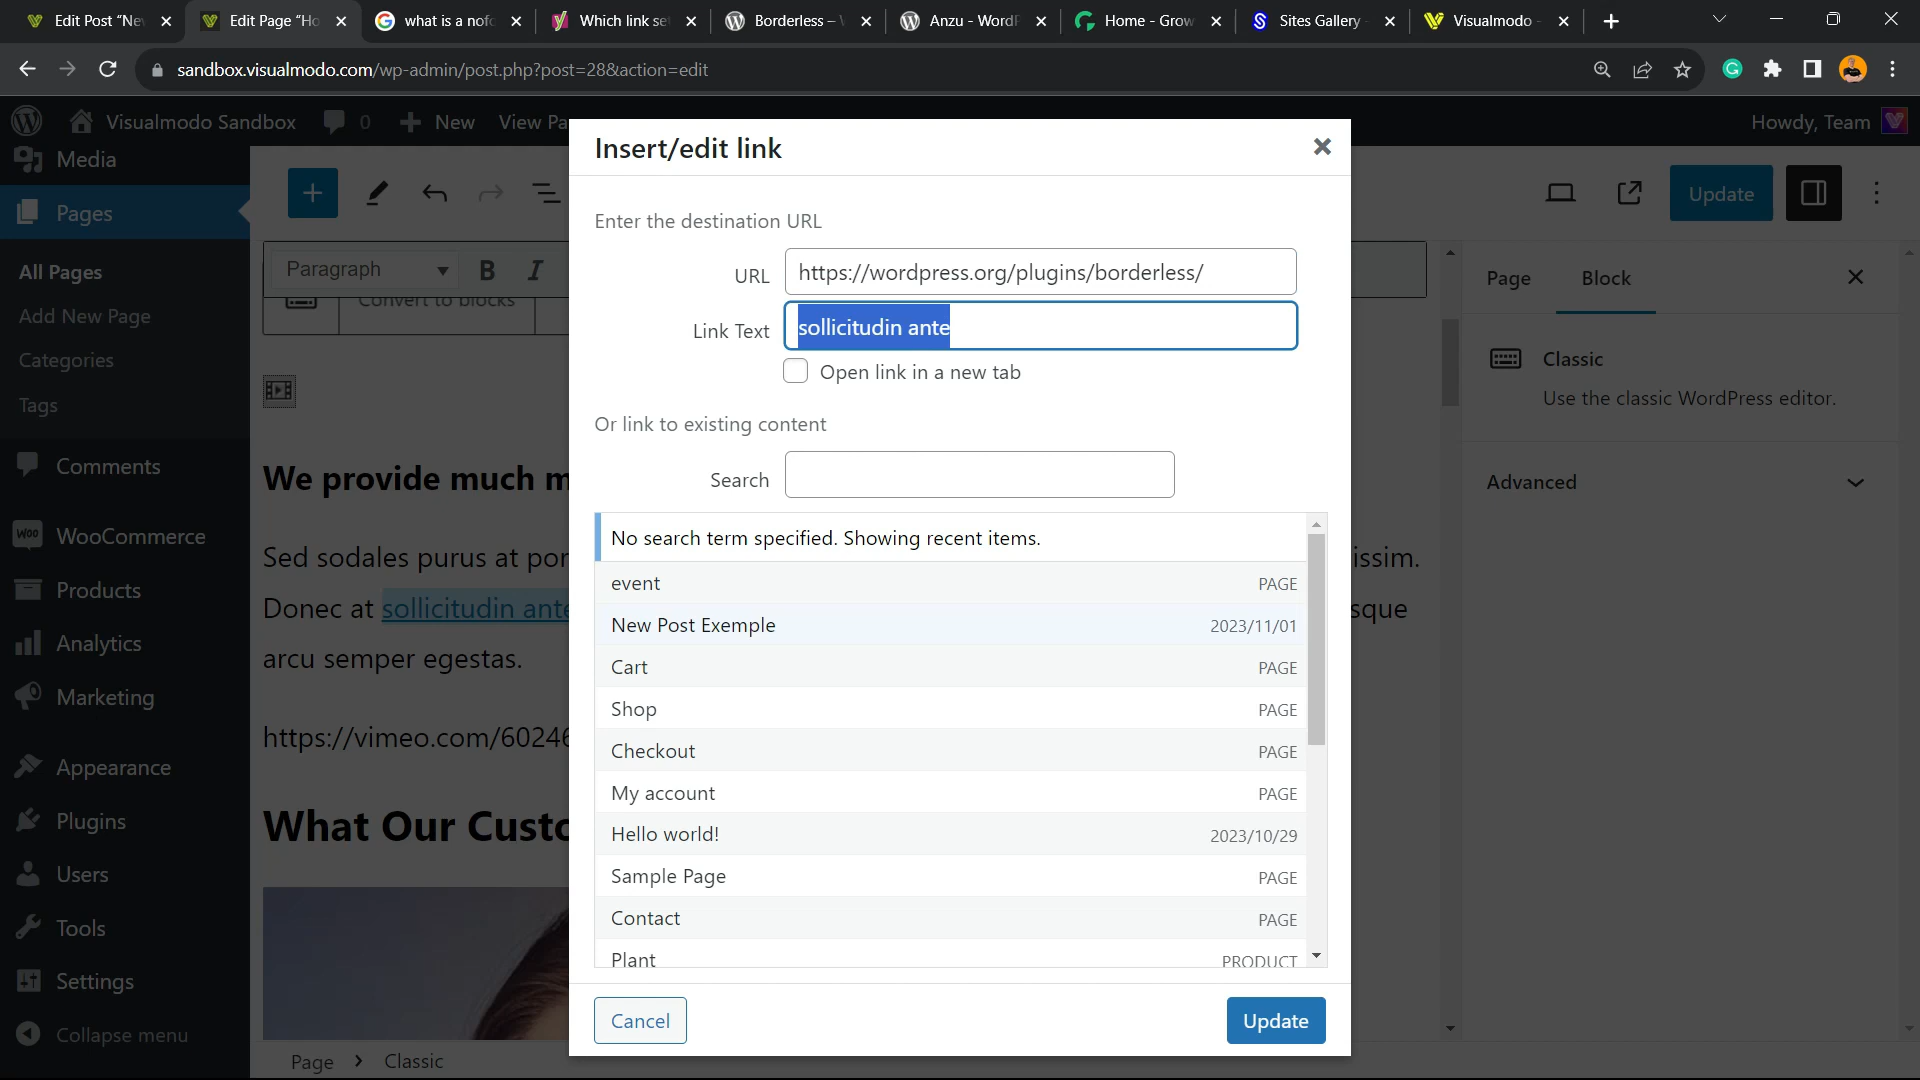 Edit Post "Ne
Edit Page "Ho
what is a nofo
Which link se
Borderless –
Anzu - WordP
Home - Grow
Sites Gallery
Visualmodo
sandbox.visualmodo.com/wp-admin/post.php?post=28&action=edit
Visualmodo Sandbox
0
New
View Pa
Howdy, Team
Media
Pages
All Pages
Add New Page
Categories
Tags
Comments
WooCommerce
Products
Analytics
Marketing
Appearance
Plugins
Users
Tools
Settings
Collapse menu
Update
Paragraph
B
I
Convert to blocks
We provide much m
Sed sodales purus at por
issim.
Donec at sollicitudin ante
sque
arcu semper egestas.
https://vimeo.com/60246
What Our Custo
Page > Classic
Insert/edit link
Enter the destination URL
URL
https://wordpress.org/plugins/borderless/
Link Text
sollicitudin ante
Open link in a new tab
Or link to existing content
Search
No search term specified. Showing recent items.
event PAGE
New Post Exemple 2023/11/01
Cart PAGE
Shop PAGE
Checkout PAGE
My account PAGE
Hello world! 2023/10/29
Sample Page PAGE
Contact PAGE
Plant PRODUCT
Cancel
Update
Page
Block
Classic
Use the classic WordPress editor.
Advanced